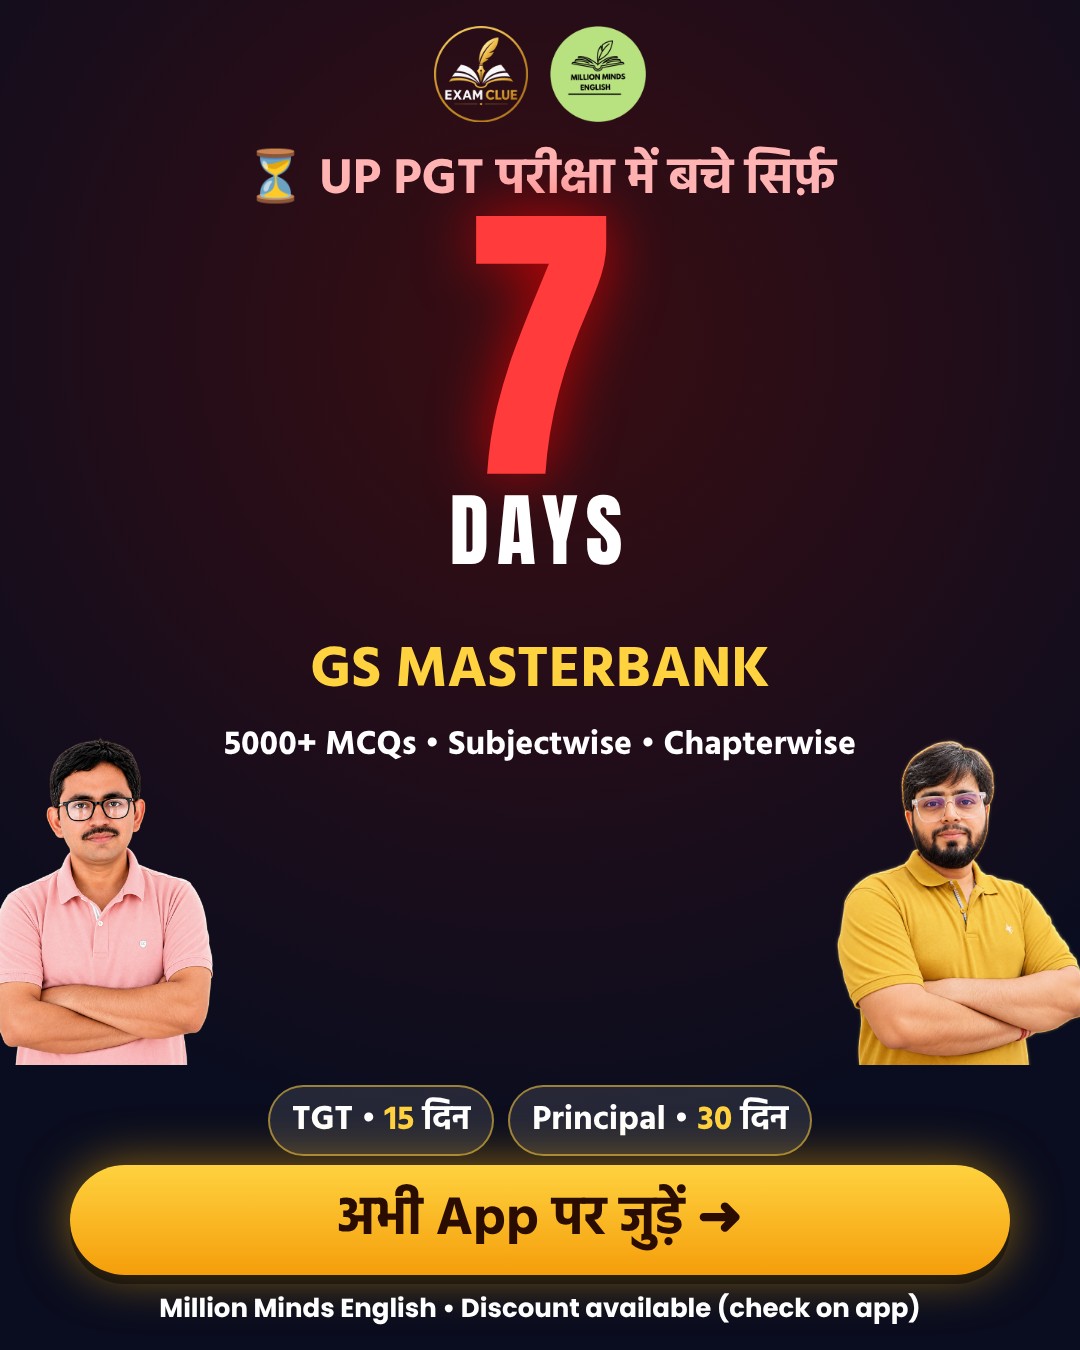 EXAM CLUE
MILLION MINDS
ENGLISH
⏳ UP PGT परीक्षा में बचे सिर्फ़
7
DAYS
GS MASTERBANK
5000+ MCQs • Subjectwise • Chapterwise
TGT • 15 दिन
Principal • 30 दिन
अभी App पर जुड़ें ➜
Million Minds English • Discount available (check on app)